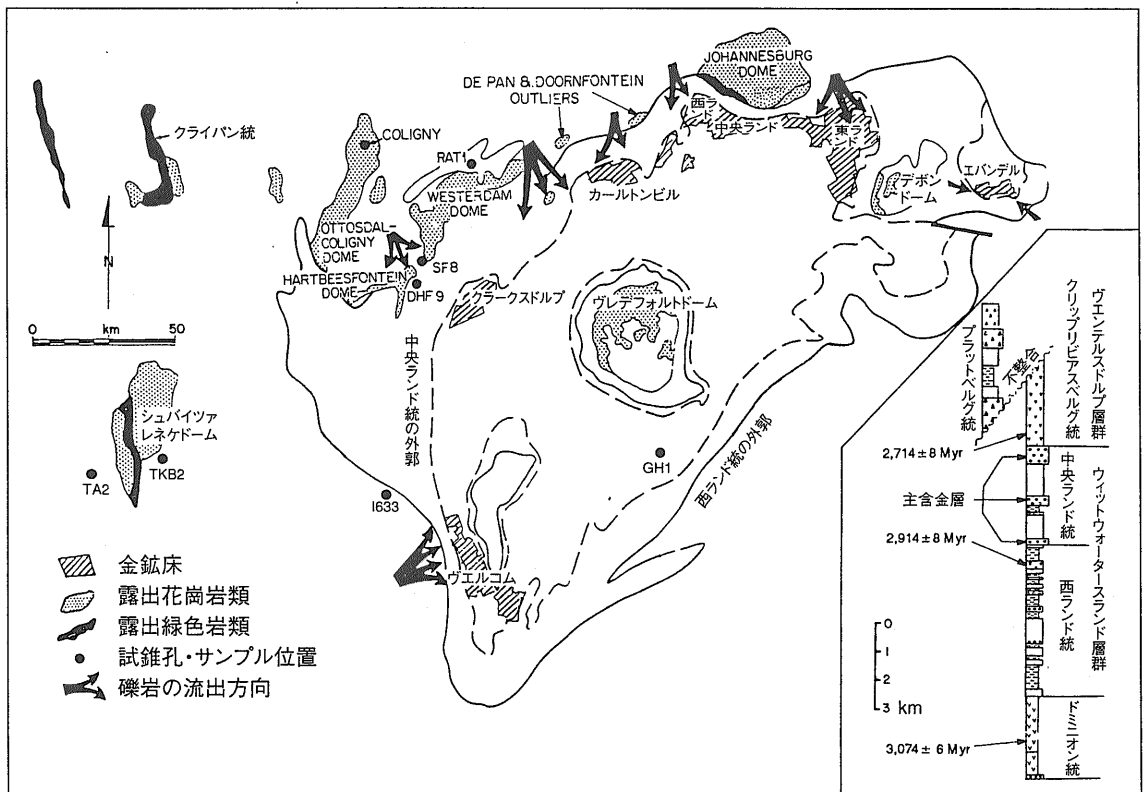 JOHANNESBURG
DOME
DE PAN & DOORNFONTEIN
OUTLIERS
クライパン統
COLIGNY
RAT1
WESTERDAM
DOME
西ランド
中央ランド
東ランド
カールトンビル
デボン
ドーム
エバンデル
OTTOSDAL-
COLIGNY
DOME
SF8
HARTBEESFONTEIN
DOME
DHF9
クラークスドルプ
ヴレデフォルトドーム
N
0 km 50
中央ランド統の外郭
西ランド統の外郭
シュバイツァ
レネケドーム
TKB2
TA2
I633
GH1
ヴエルコム
金鉱床
露出花崗岩類
露出緑色岩類
試錐孔・サンプル位置
礫岩の流出方向
プラットベルグ統
不整合
クリップリビアスベルグ統
ヴエンテルスドルプ層群
2,714±8 Myr
中央ランド統
主含金層
ウィットウォータースランド層群
2,914±8 Myr
西ランド統
0
1
2
3 km
ドミニオン統
3,074±6 Myr